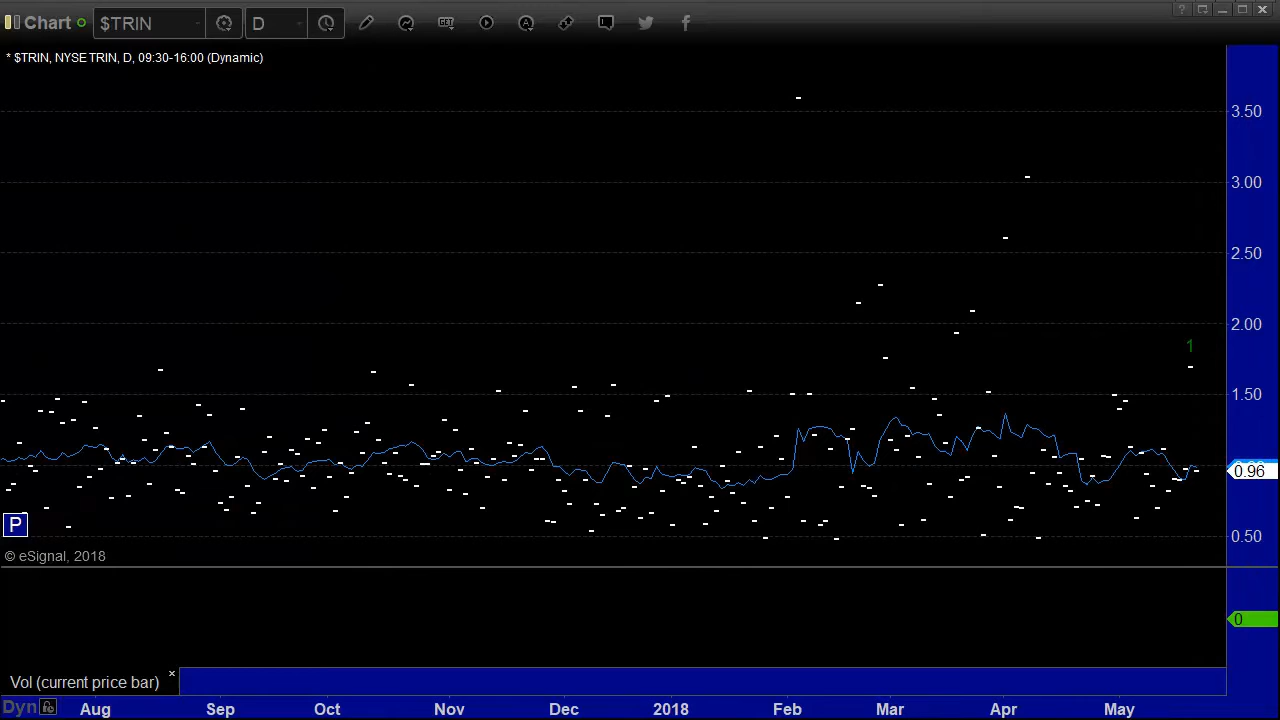 Chart $TRIN D GET A
* $TRIN, NYSE TRIN, D, 09:30-16:00 (Dynamic)
3.50
3.00
2.50
2.00
1
1.50
0.96
P
0.50
© eSignal, 2018
0
Vol (current price bar)
Dyn Aug Sep Oct Nov Dec 2018 Feb Mar Apr May